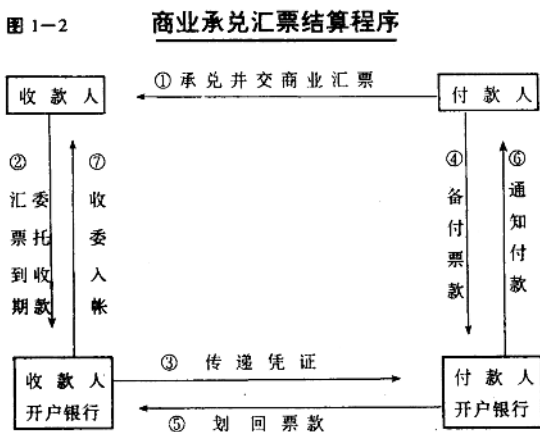 图 1—2
商业承兑汇票结算程序
①承兑并交商业汇票
收款人
付款人
②
汇票到期
委托收款
⑦
收委入帐
④
备付票款
⑥
通知付款
③ 传递凭证
收款人
开户银行
付款人
开户银行
⑤ 划回票款